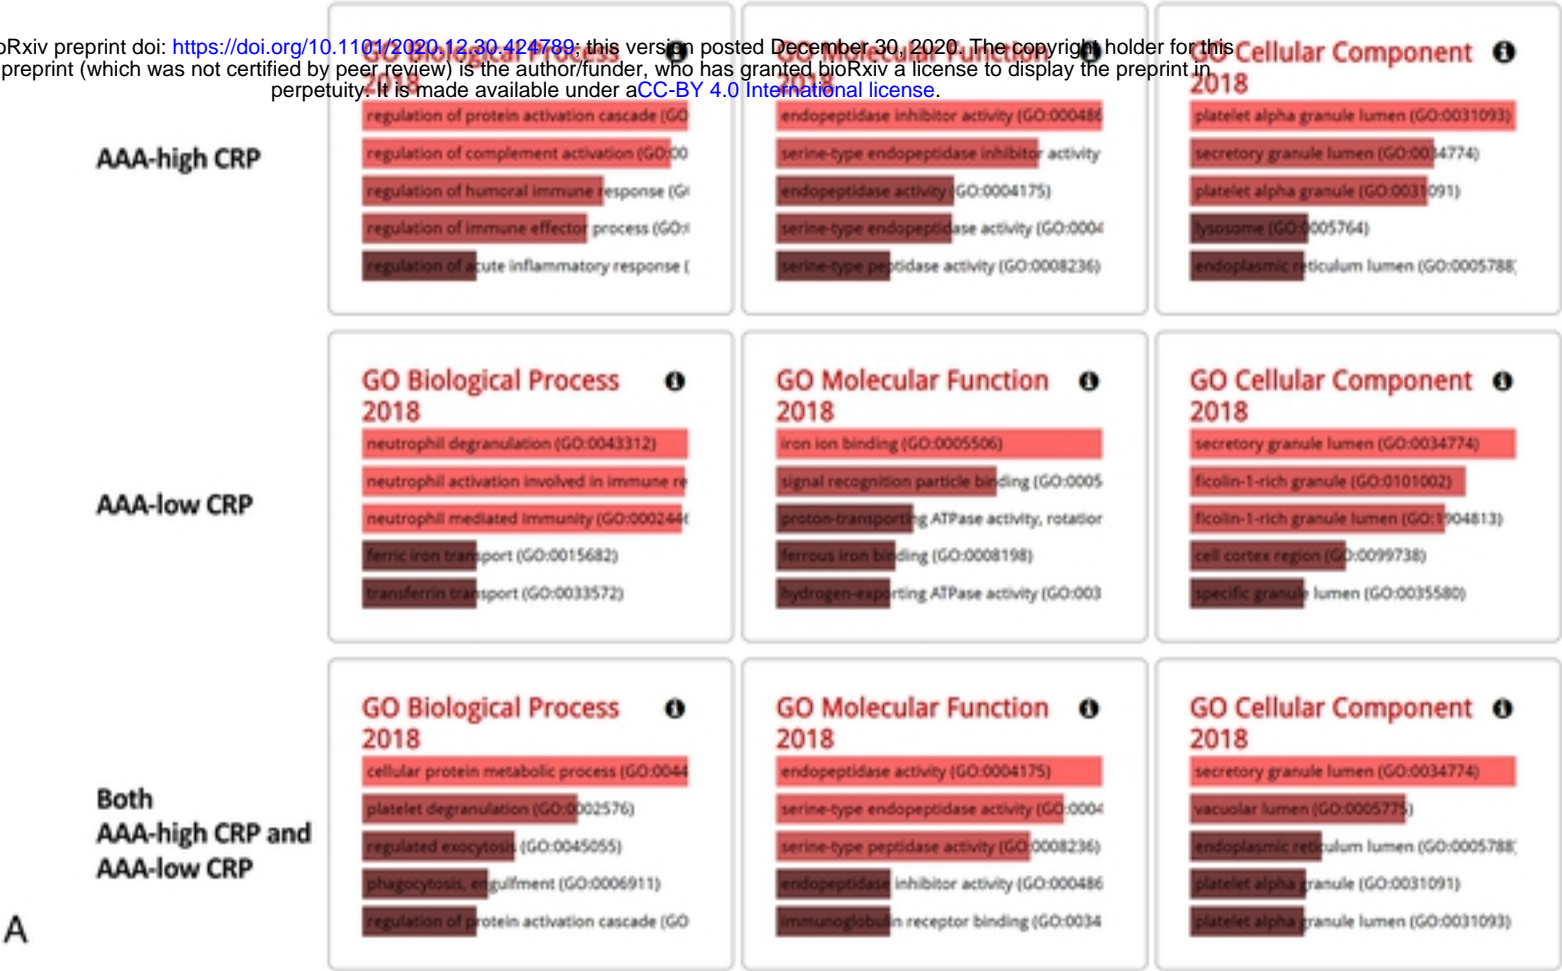 oRxiv preprint doi: https://doi.org/10.1101/2020.12.30.424789; this version posted December 30, 2020. The copyright holder for this
preprint (which was not certified by peer review) is the author/funder, who has granted bioRxiv a license to display the preprint in
perpetuity. It is made available under aCC-BY 4.0 International license.
AAA-high CRP
GO Biological Process
2018
regulation of protein activation cascade (GO
regulation of complement activation (GO:00
regulation of humoral immune response (G
regulation of immune effector process (GO:
regulation of acute inflammatory response (
GO Molecular Function
2018
endopeptidase inhibitor activity (GO:000486
serine-type endopeptidase inhibitor activity
endopeptidase activity (GO:0004175)
serine-type endopeptidase activity (GO:0004
serine-type peptidase activity (GO:0008236)
GO Cellular Component
2018
platelet alpha granule lumen (GO:0031093)
secretory granule lumen (GO:0034774)
platelet alpha granule (GO:0031091)
lysosome (GO:0005764)
endoplasmic reticulum lumen (GO:0005788
AAA-low CRP
GO Biological Process
2018
neutrophil degranulation (GO:0043312)
neutrophil activation involved in immune re
neutrophil mediated immunity (GO:000244
ferric iron transport (GO:0015682)
transferrin transport (GO:0033572)
GO Molecular Function
2018
iron ion binding (GO:0005506)
signal recognition particle binding (GO:0005
proton-transporting ATPase activity, rotation
ferrous iron binding (GO:0008198)
hydrogen-exporting ATPase activity (GO:003
GO Cellular Component
2018
secretory granule lumen (GO:0034774)
ficolin-1-rich granule (GO:0101002)
ficolin-1-rich granule lumen (GO:1904813)
cell cortex region (GO:0099738)
specific granule lumen (GO:0035580)
Both
AAA-high CRP and
AAA-low CRP
GO Biological Process
2018
cellular protein metabolic process (GO:0044
platelet degranulation (GO:0002576)
regulated exocytosis (GO:0045055)
phagocytosis, engulfment (GO:0006911)
regulation of protein activation cascade (GO
GO Molecular Function
2018
endopeptidase activity (GO:0004175)
serine-type endopeptidase activity (GO:0004
serine-type peptidase activity (GO:0008236)
endopeptidase inhibitor activity (GO:000486
immunoglobulin receptor binding (GO:0034
GO Cellular Component
2018
secretory granule lumen (GO:0034774)
vacuolar lumen (GO:0005775)
endoplasmic reticulum lumen (GO:0005788
platelet alpha granule (GO:0031091)
platelet alpha granule lumen (GO:0031093)
A